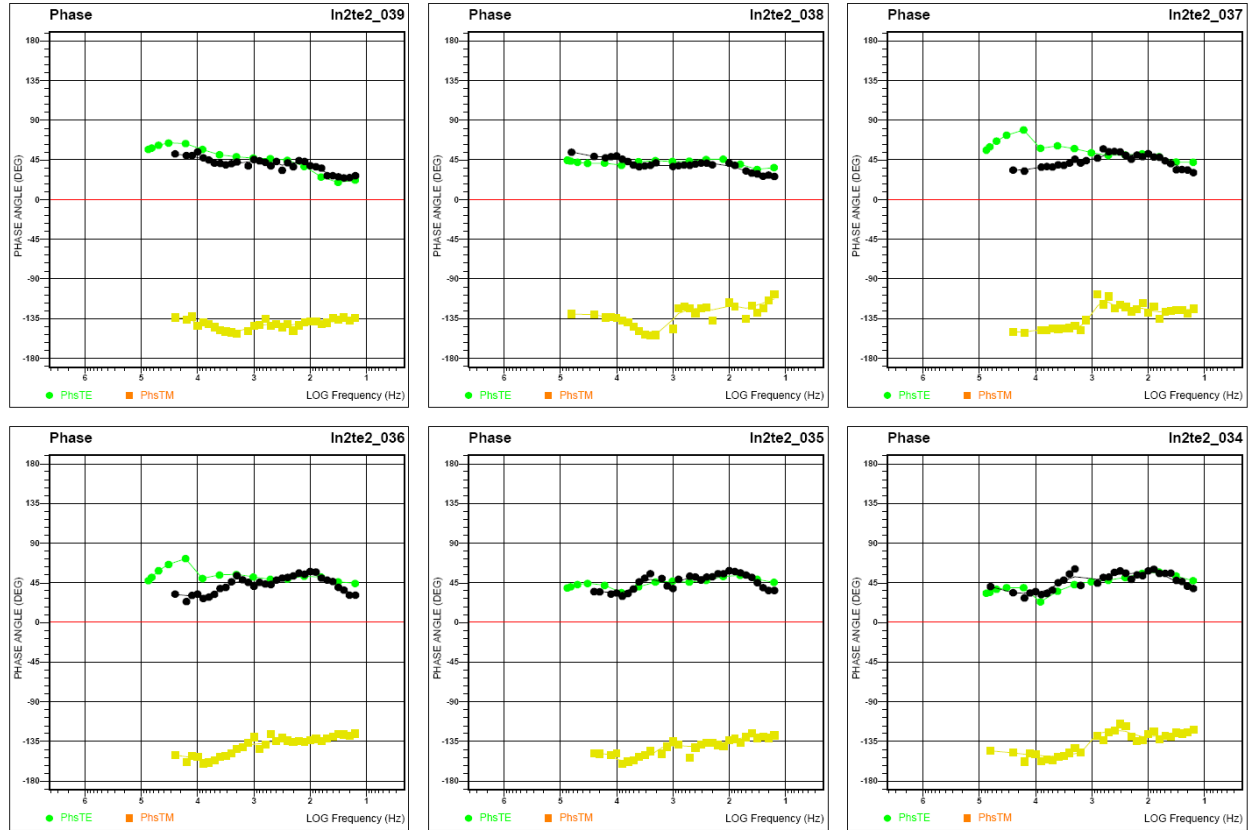 Phase In2te2_039
180
135
90
45
0
-45
-90
-135
-180
PHASE ANGLE (DEG)
6 5 4 3 2 1
PhsTE PhsTM LOG Frequency (Hz)
Phase In2te2_038
180
135
90
45
0
-45
-90
-135
-180
PHASE ANGLE (DEG)
6 5 4 3 2 1
PhsTE PhsTM LOG Frequency (Hz)
Phase In2te2_037
180
135
90
45
0
-45
-90
-135
-180
PHASE ANGLE (DEG)
6 5 4 3 2 1
PhsTE PhsTM LOG Frequency (Hz)
Phase In2te2_036
180
135
90
45
0
-45
-90
-135
-180
PHASE ANGLE (DEG)
6 5 4 3 2 1
PhsTE PhsTM LOG Frequency (Hz)
Phase In2te2_035
180
135
90
45
0
-45
-90
-135
-180
PHASE ANGLE (DEG)
6 5 4 3 2 1
PhsTE PhsTM LOG Frequency (Hz)
Phase In2te2_034
180
135
90
45
0
-45
-90
-135
-180
PHASE ANGLE (DEG)
6 5 4 3 2 1
PhsTE PhsTM LOG Frequency (Hz)